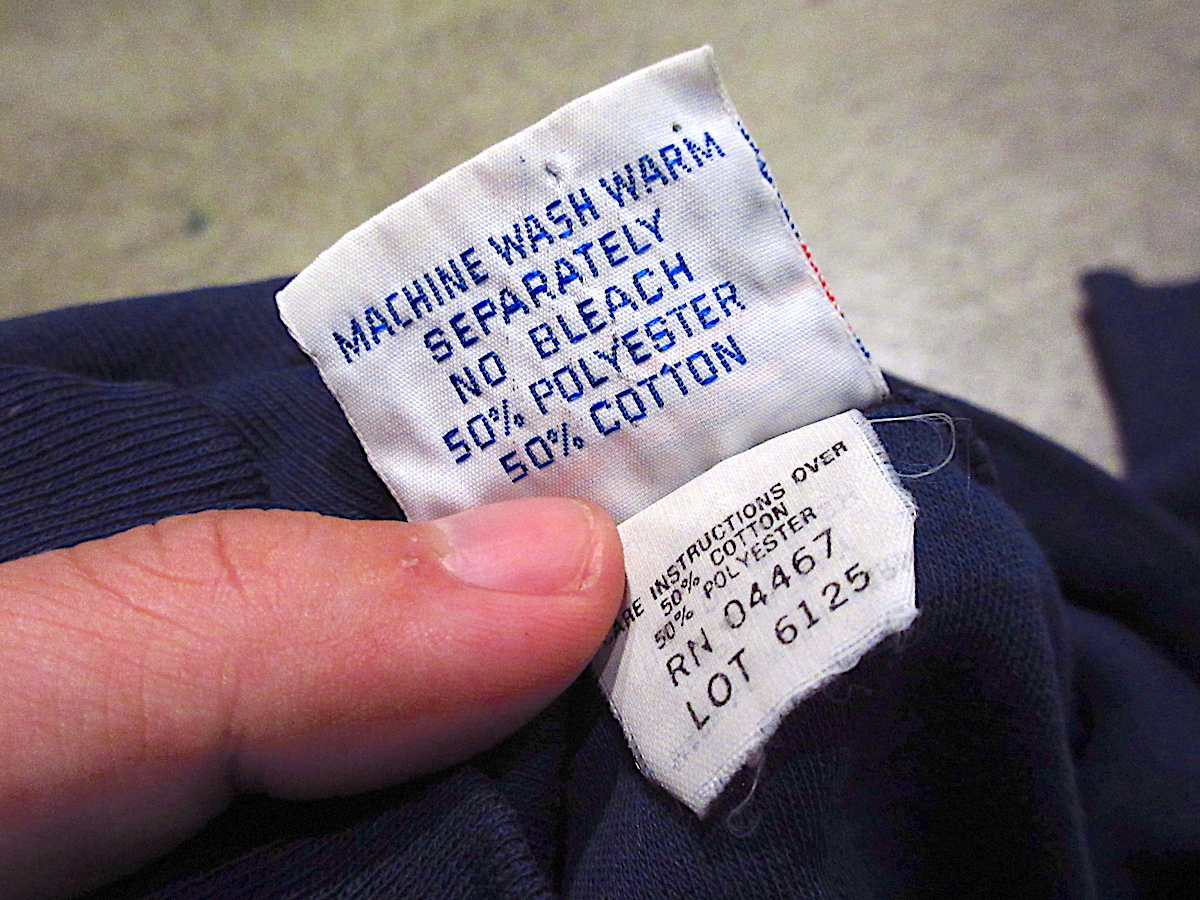 MACHINE WASH WARM
SEPARATELY
NO BLEACH
50% POLYESTER
50% COTTON
ARE INSTRUCTIONS OVER
50% COTTON
50% POLYESTER
RN 04467
LOT 6125